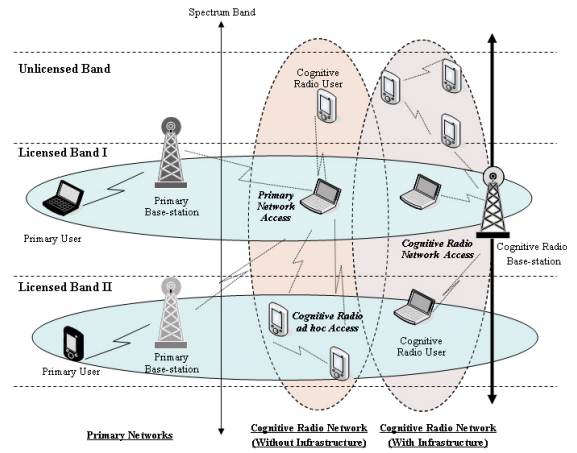 Spectrum Band
Unlicensed Band
Cognitive
Radio User
Licensed Band I
Primary
Base-station
Primary
Network
Access
Primary User
Cognitive Radio
Network Access
Cognitive Radio
Base-station
Licensed Band II
Cognitive Radio
ad hoc Access
Primary
Base-station
Cognitive
Radio User
Primary User
Primary Networks
Cognitive Radio Network
(Without Infrastructure)
Cognitive Radio Network
(With Infrastructure)